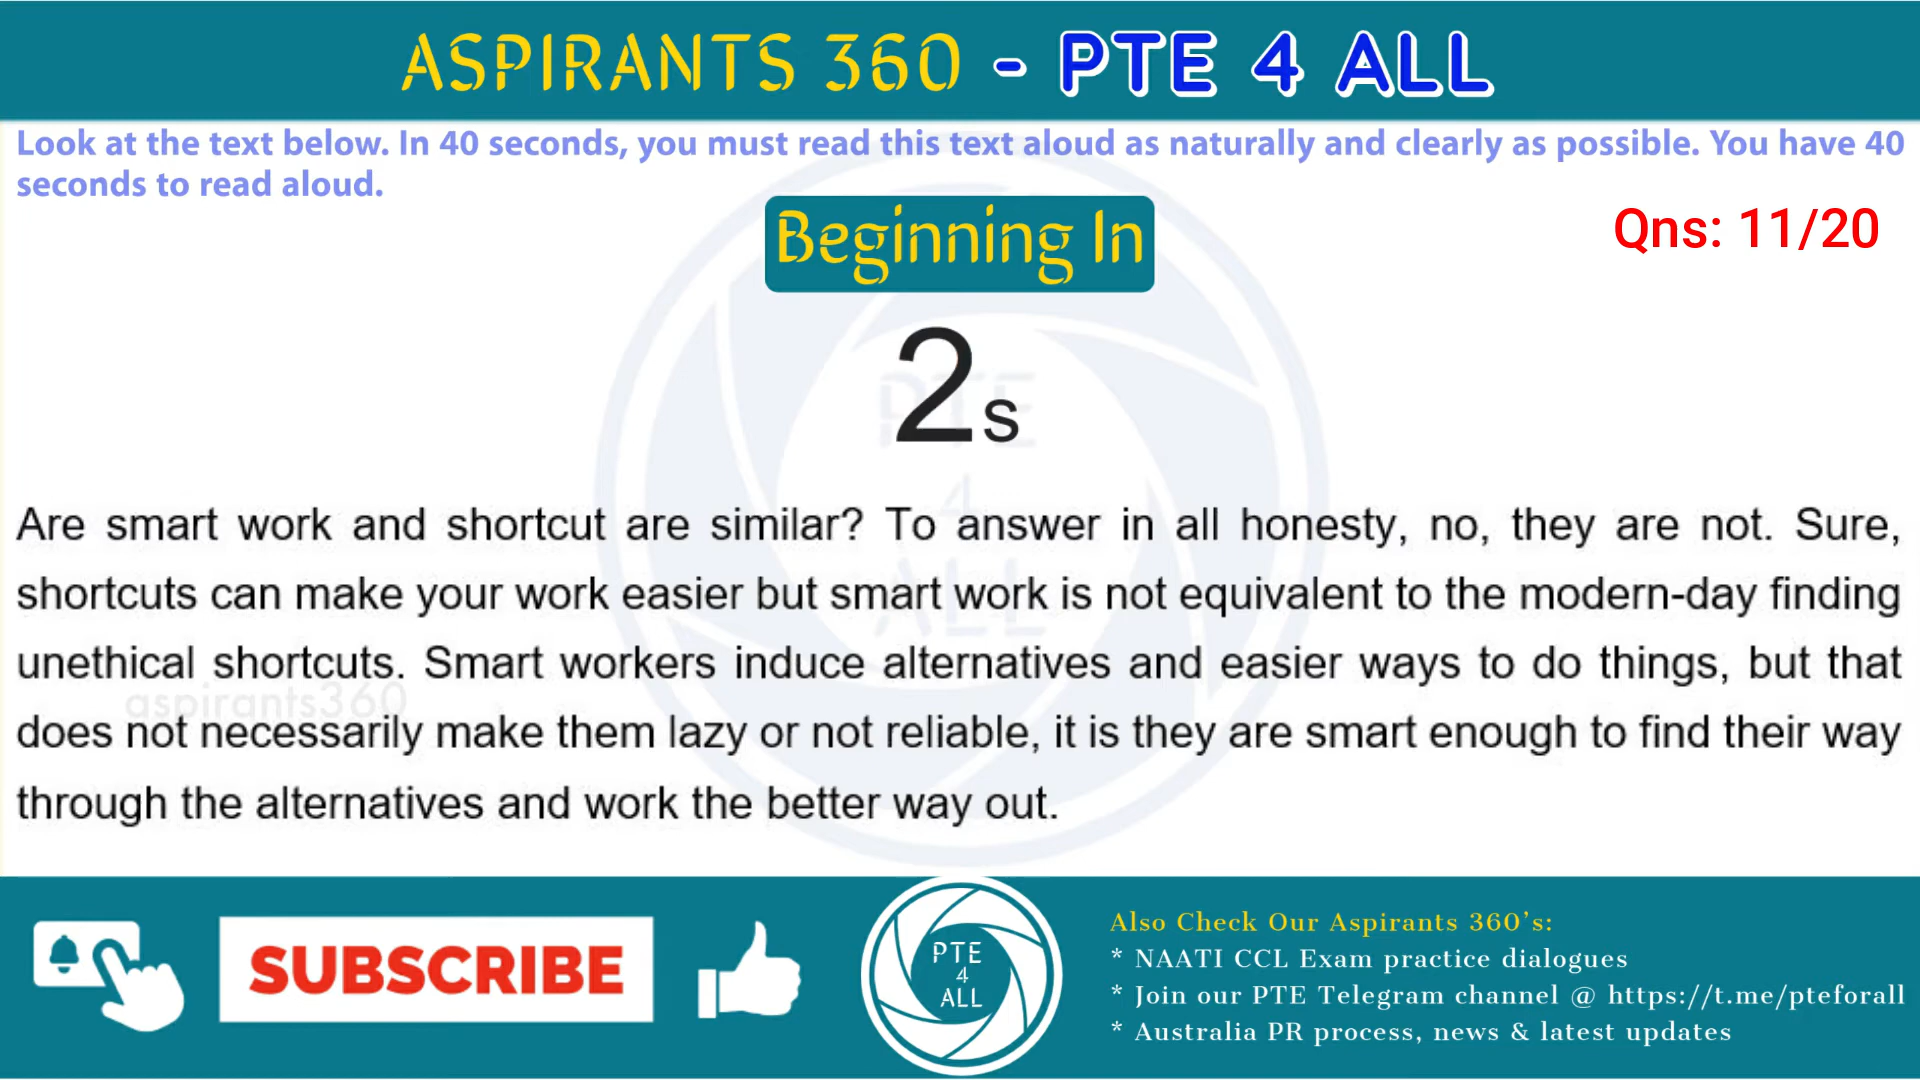 ASPIRANTS 360 - PTE 4 ALL
Look at the text below. In 40 seconds, you must read this text aloud as naturally and clearly as possible. You have 40
seconds to read aloud.
Beginning In
Qns: 11/20
2s
PTE
4
ALL
Are smart work and shortcut are similar? To answer in all honesty, no, they are not. Sure,
shortcuts can make your work easier but smart work is not equivalent to the modern-day finding
unethical shortcuts. Smart workers induce alternatives and easier ways to do things, but that
aspirants360
does not necessarily make them lazy or not reliable, it is they are smart enough to find their way
through the alternatives and work the better way out.
SUBSCRIBE
PTE
4
ALL
Also Check Our Aspirants 360's:
* NAATI CCL Exam practice dialogues
* Join our PTE Telegram channel @ https://t.me/pteforall
* Australia PR process, news & latest updates